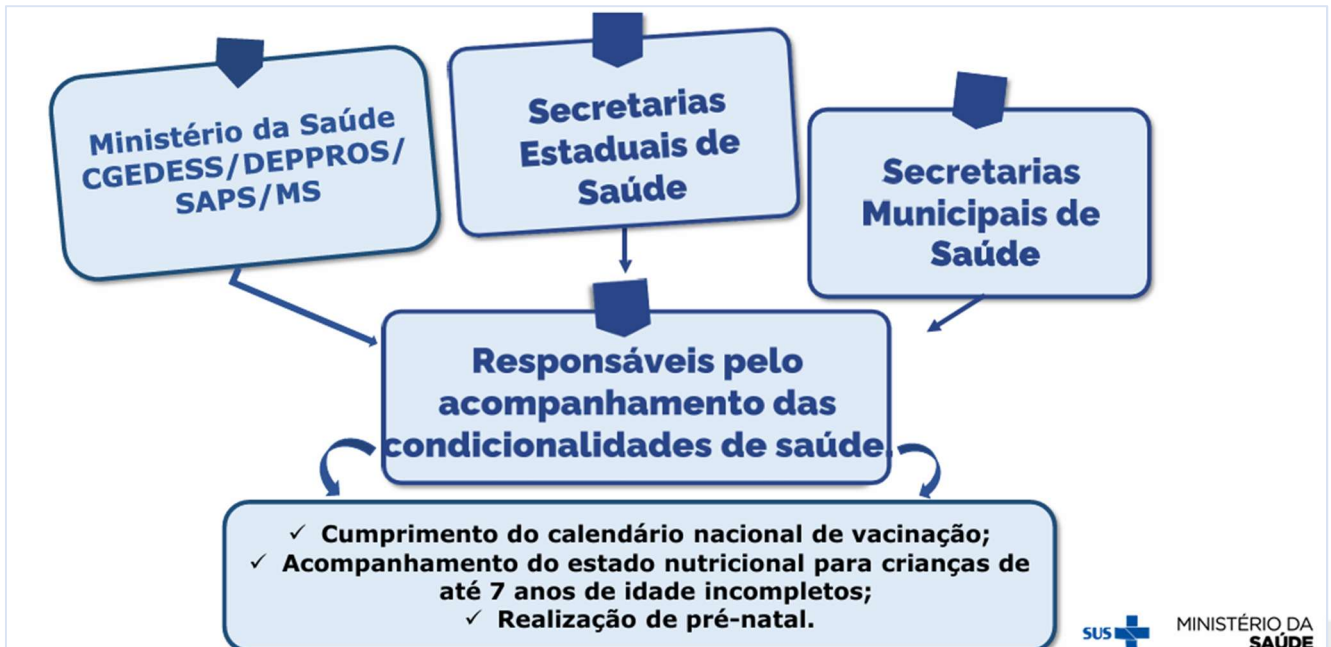 Ministério da Saúde
CGEDESS/DEPPROS/
SAPS/MS
Secretarias
Estaduais de
Saúde
Secretarias
Municipais de
Saúde
Responsáveis pelo
acompanhamento das
condicionalidades de saúde.
✓ Cumprimento do calendário nacional de vacinação;
✓ Acompanhamento do estado nutricional para crianças de
até 7 anos de idade incompletos;
✓ Realização de pré-natal.
SUS
MINISTÉRIO DA
SAÚDE